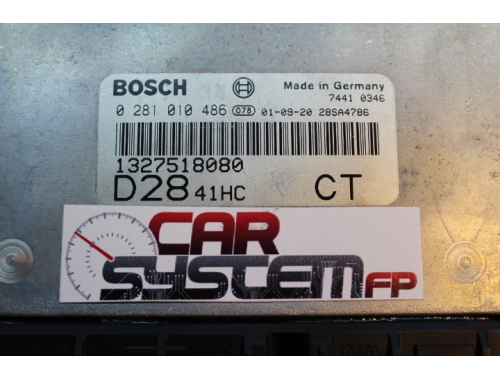 BOSCH Made in Germany
7441 0346
0 281 010 486 078 01-09-20 28SA4786
1327518080
D28 41HC CT
CAR
SYSTEM FP